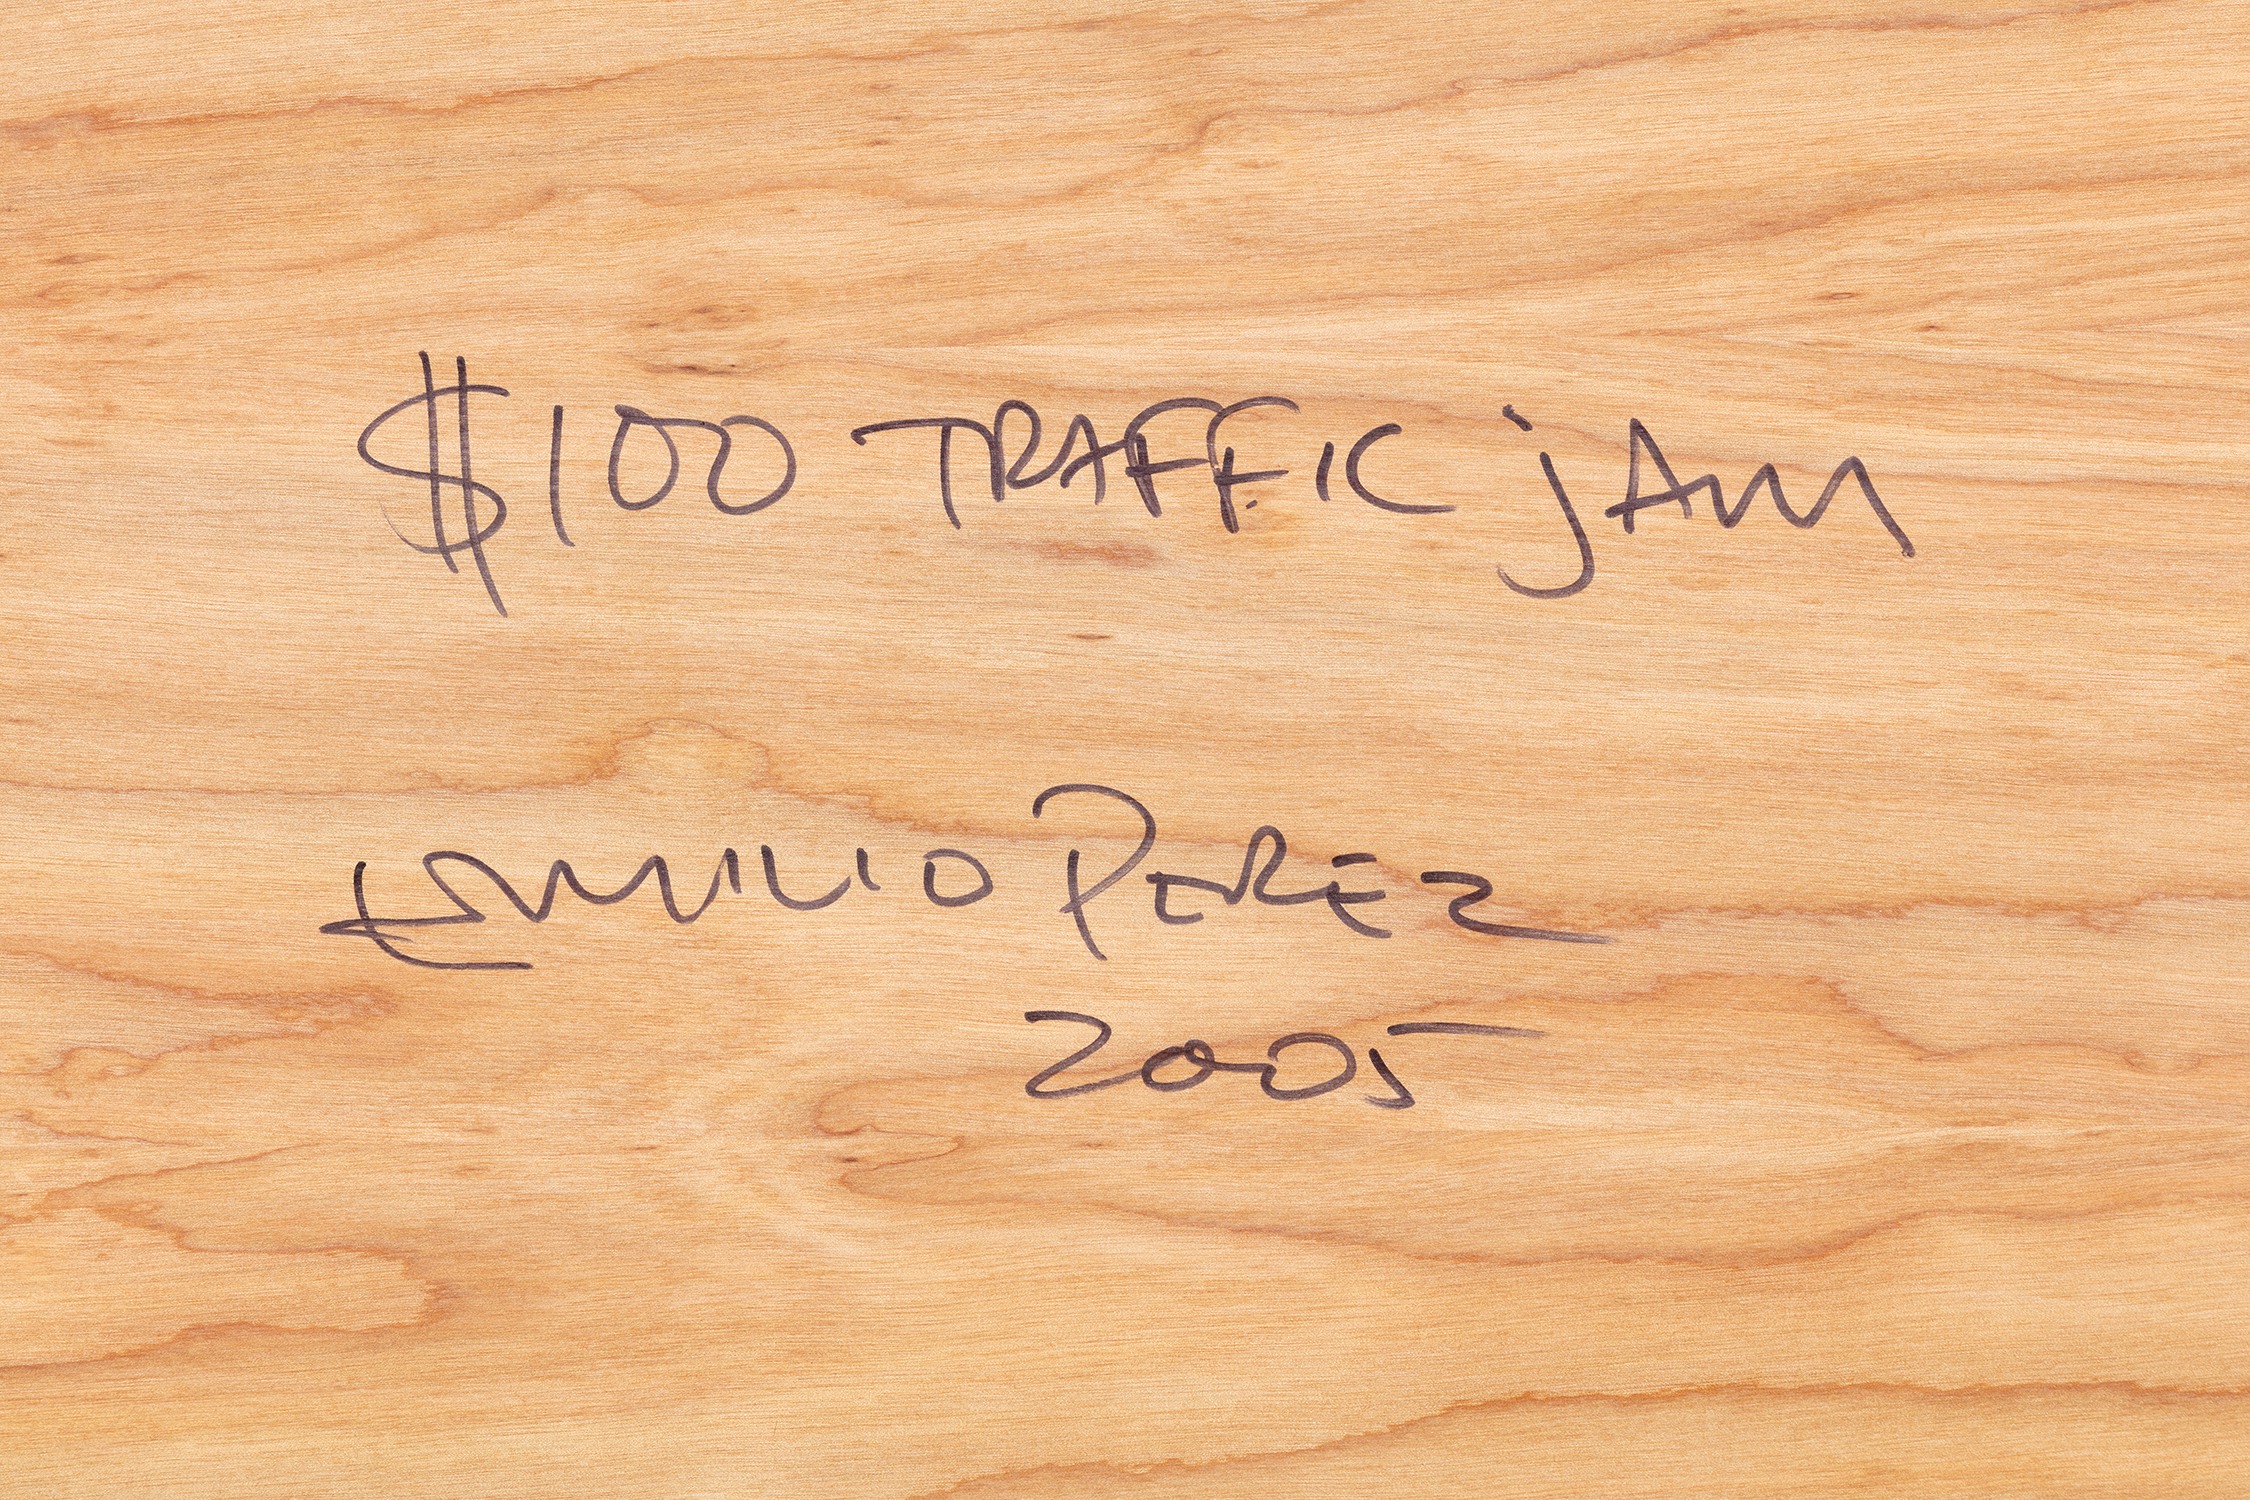 $100 TRAFFIC jAM
EMILIO PEREZ
2005